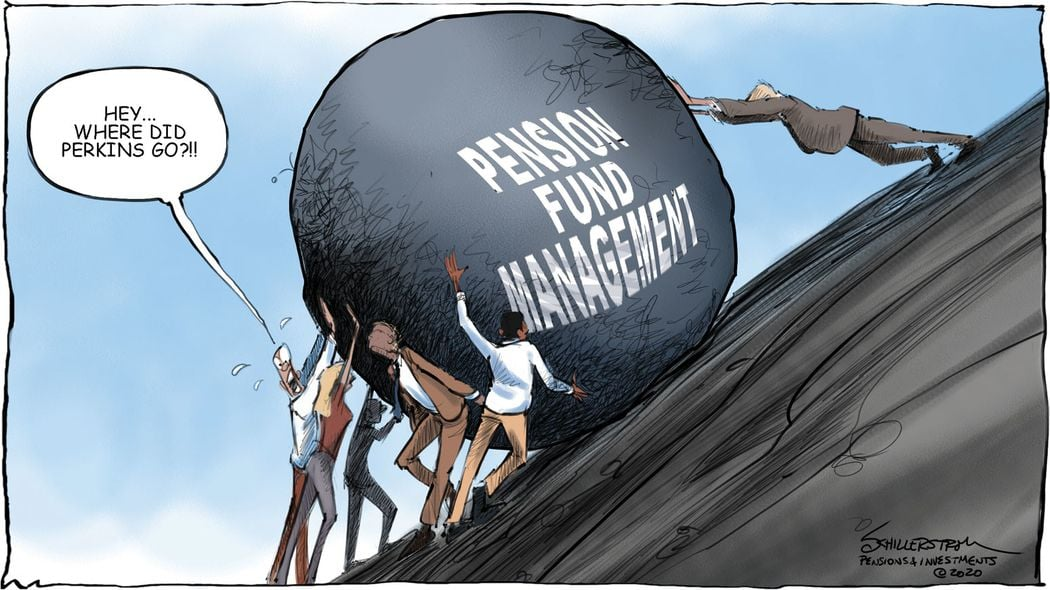 HEY...
WHERE DID
PERKINS GO?!!
PENSION
FUND
MANAGEMENT
SCHILLERSTROM
PENSIONS & INVESTMENTS
©2020